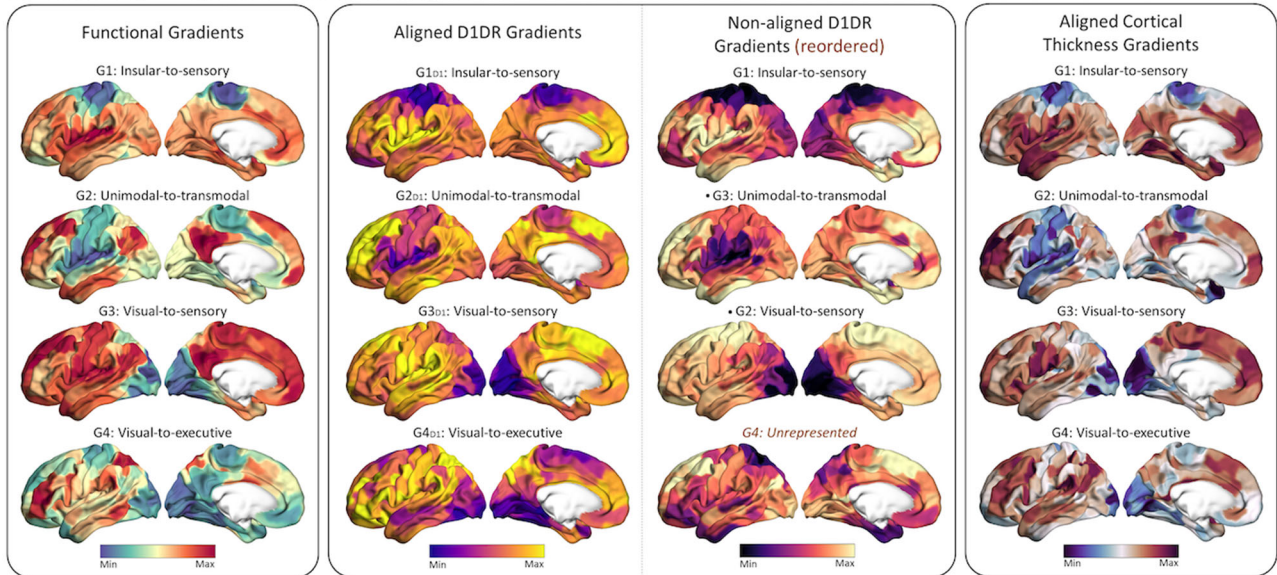 Functional Gradients
G1: Insular-to-sensory
G2: Unimodal-to-transmodal
G3: Visual-to-sensory
G4: Visual-to-executive
Min Max
Aligned D1DR Gradients
G1D1: Insular-to-sensory
G2D1: Unimodal-to-transmodal
G3D1: Visual-to-sensory
G4D1: Visual-to-executive
Min Max
Non-aligned D1DR
Gradients (reordered)
G1: Insular-to-sensory
• G3: Unimodal-to-transmodal
• G2: Visual-to-sensory
G4: Unrepresented
Min Max
Aligned Cortical
Thickness Gradients
G1: Insular-to-sensory
G2: Unimodal-to-transmodal
G3: Visual-to-sensory
G4: Visual-to-executive
Min Max